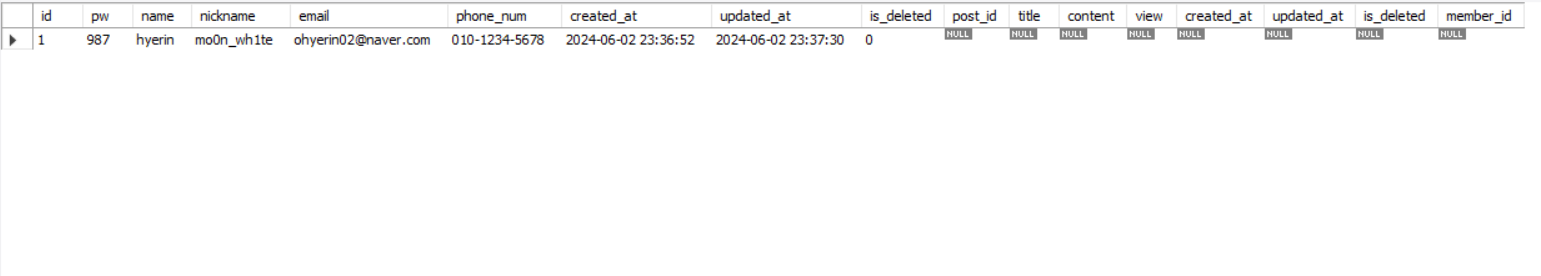 id pw name nickname email phone_num created_at updated_at is_deleted post_id title content view created_at updated_at is_deleted member_id
1 987 hyerin mo0n_wh1te ohyerin02@naver.com 010-1234-5678 2024-06-02 23:36:52 2024-06-02 23:37:30 0 NULL NULL NULL NULL NULL NULL NULL NULL